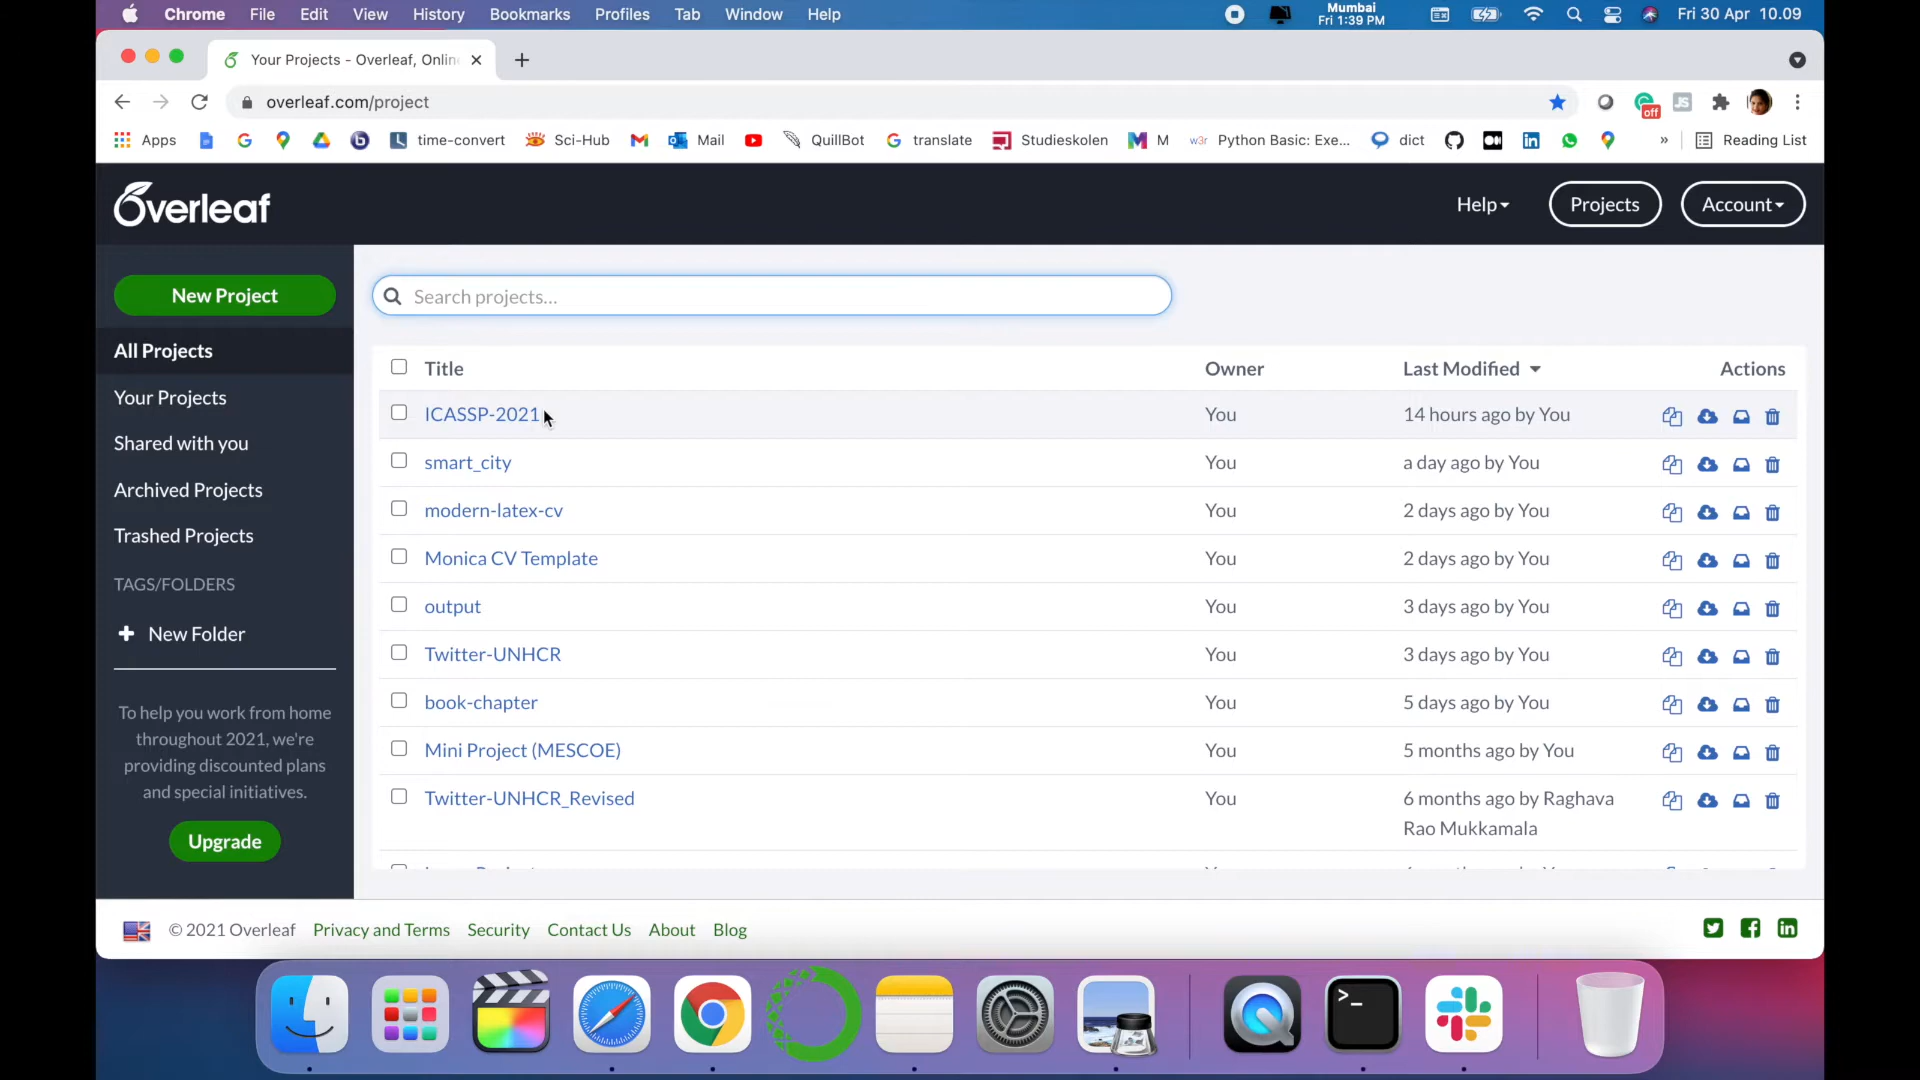 Chrome File Edit View History Bookmarks Profiles Tab Window Help Mumbai Fri 1:39 PM Fri 30 Apr 10.09
Your Projects - Overleaf, Onlin
overleaf.com/project
off JS
Apps time-convert Sci-Hub Mail QuillBot translate Studieskolen M w3r Python Basic: Exe... dict » Reading List
Overleaf Help Projects Account
New Project
Search projects...
All Projects
Your Projects
Shared with you
Archived Projects
Trashed Projects
TAGS/FOLDERS
New Folder
To help you work from home
throughout 2021, we're
providing discounted plans
and special initiatives.
Upgrade
Title Owner Last Modified Actions
ICASSP-2021 You 14 hours ago by You
smart_city You a day ago by You
modern-latex-cv You 2 days ago by You
Monica CV Template You 2 days ago by You
output You 3 days ago by You
Twitter-UNHCR You 3 days ago by You
book-chapter You 5 days ago by You
Mini Project (MESCOE) You 5 months ago by You
Twitter-UNHCR_Revised You 6 months ago by Raghava
Rao Mukkamala
© 2021 Overleaf Privacy and Terms Security Contact Us About Blog